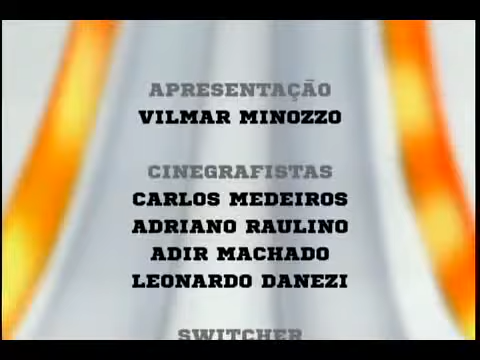 APRESENTAÇÃO
VILMAR MINOZZO
CINEGRAFISTAS
CARLOS MEDEIROS
ADRIANO RAULINO
ADIR MACHADO
LEONARDO DANEZI
SWITCHER